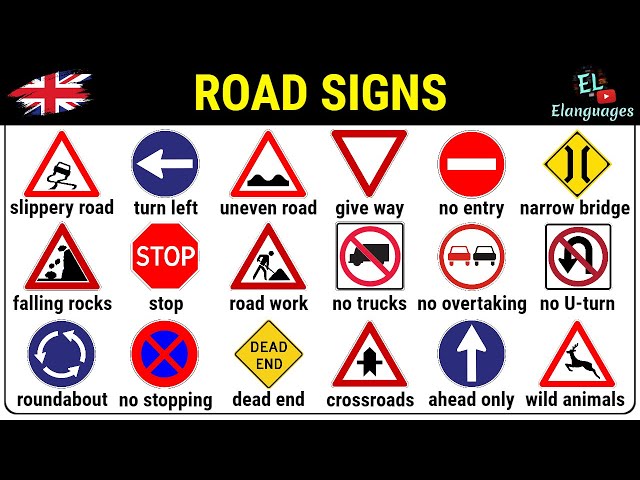 ROAD SIGNS
EL
Elanguages
slippery road
turn left
uneven road
give way
no entry
narrow bridge
STOP
falling rocks
stop
road work
no trucks
no overtaking
no U-turn
DEAD
END
roundabout
no stopping
dead end
crossroads
ahead only
wild animals